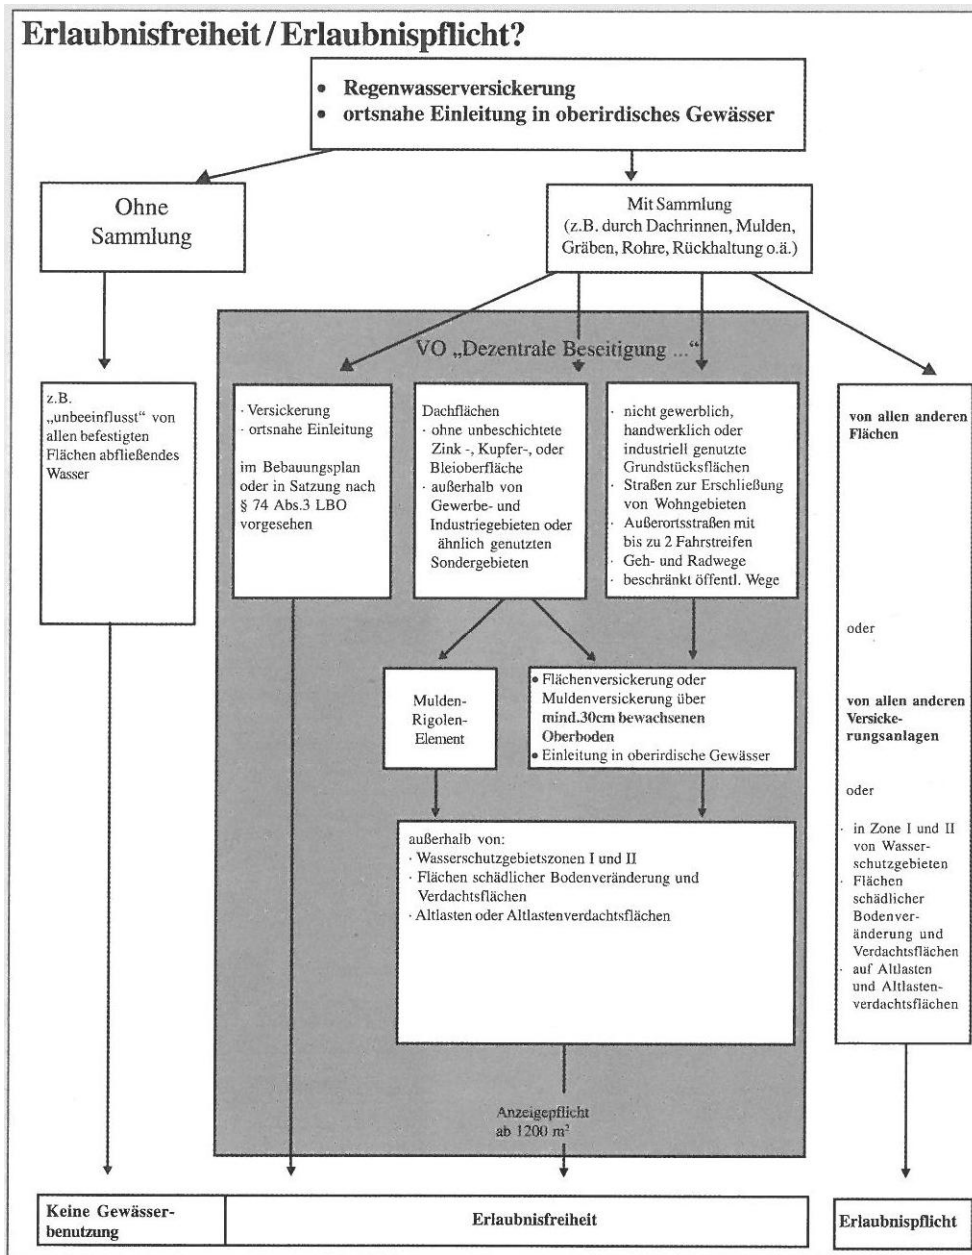 Erlaubnisfreiheit / Erlaubnispflicht?
• Regenwasserversickerung
• ortsnahe Einleitung in oberirdisches Gewässer
Ohne
Sammlung
Mit Sammlung
(z.B. durch Dachrinnen, Mulden,
Gräben, Rohre, Rückhaltung o.ä.)
VO „Dezentrale Beseitigung ...“
z.B.
„unbeeinflusst“ von
allen befestigten
Flächen abfließendes
Wasser
· Versickerung
· ortsnahe Einleitung
im Bebauungsplan
oder in Satzung nach
§ 74 Abs.3 LBO
vorgesehen
Dachflächen
· ohne unbeschichtete
Zink -, Kupfer-, oder
Bleioberfläche
· außerhalb von
Gewerbe- und
Industriegebieten oder
ähnlich genutzten
Sondergebieten
· nicht gewerblich,
handwerklich oder
industriell genutzte
Grundstücksflächen
· Straßen zur Erschließung
von Wohngebieten
· Außerortsstraßen mit
bis zu 2 Fahrstreifen
· Geh- und Radwege
· beschränkt öffentl. Wege
von allen anderen
Flächen
oder
von allen anderen
Versicke-
rungsanlagen
oder
· in Zone I und II
von Wasser-
schutzgebieten
· Flächen
schädlicher
Bodenver-
änderung und
Verdachtsflächen
· auf Altlasten
und Altlasten-
verdachtsflächen
Mulden-
Rigolen-
Element
• Flächenversickerung oder
Muldenversickerung über
mind.30cm bewachsenen
Oberboden
• Einleitung in oberirdische Gewässer
außerhalb von:
· Wasserschutzgebietszonen I und II
· Flächen schädlicher Bodenveränderung und
Verdachtsflächen
· Altlasten oder Altlastenverdachtsflächen
Anzeigepflicht
ab 1200 m²
Keine Gewässer-
benutzung
Erlaubnisfreiheit
Erlaubnispflicht